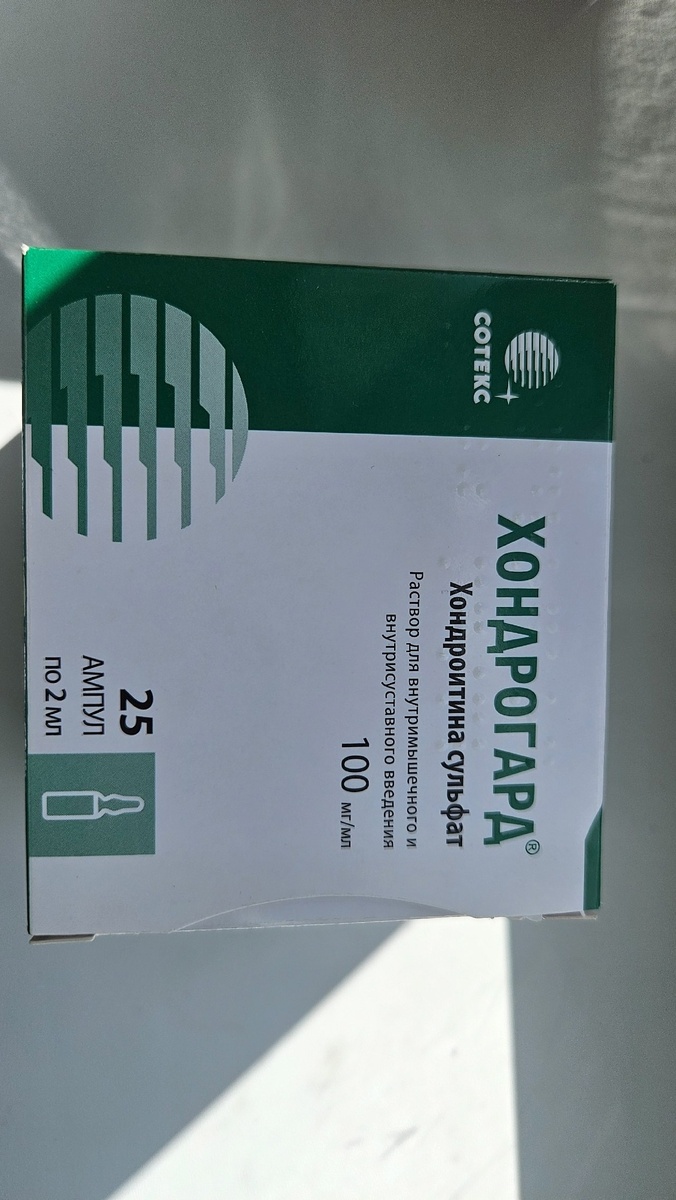 СОТЕКС
ХОНДРОГАРД®
Хондроитина сульфат
Раствор для внутримышечного и
внутрисуставного введения
100 мг/мл
25
АМПУЛ
по 2 мл